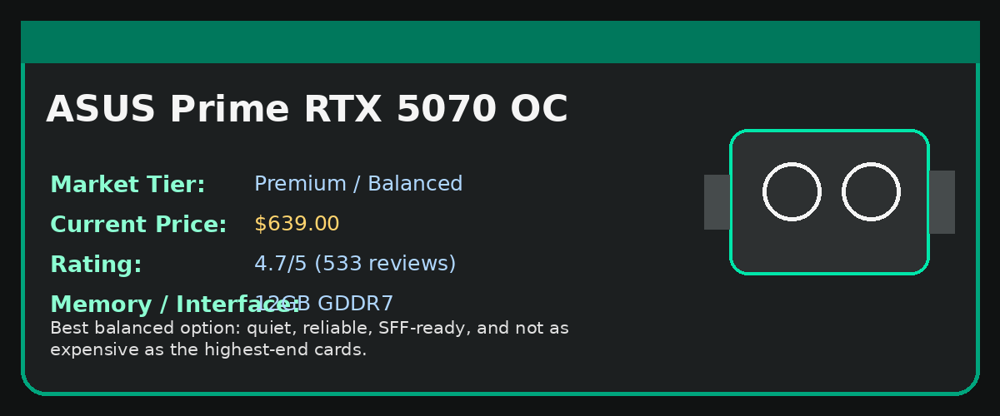 ASUS Prime RTX 5070 OC
Market Tier: Premium / Balanced
Current Price: $639.00
Rating: 4.7/5 (533 reviews)
Memory / Interface: 12GB GDDR7
Best balanced option: quiet, reliable, SFF-ready, and not as
expensive as the highest-end cards.